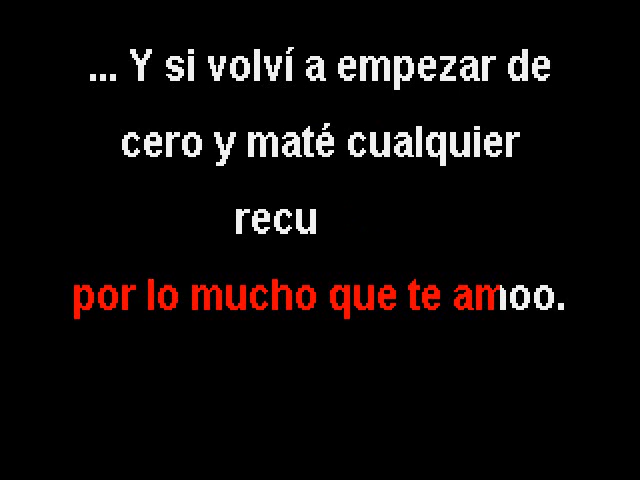 ... Y si volví a empezar de
cero y maté cualquier
recu
por lo mucho que te amoo.